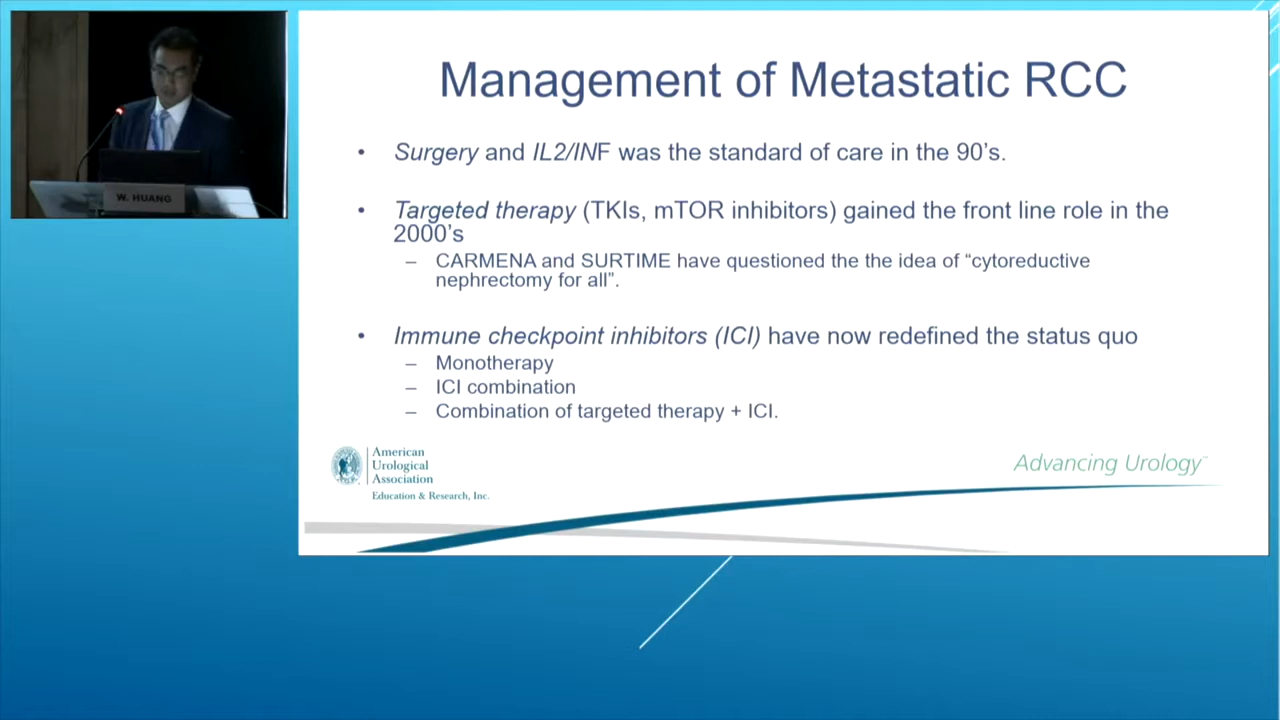 W. HUANG
Management of Metastatic RCC
• Surgery and IL2/INF was the standard of care in the 90's.
• Targeted therapy (TKIs, mTOR inhibitors) gained the front line role in the
2000's
– CARMENA and SURTIME have questioned the the idea of “cytoreductive
nephrectomy for all”.
• Immune checkpoint inhibitors (ICI) have now redefined the status quo
– Monotherapy
– ICI combination
– Combination of targeted therapy + ICI.
American
Urological
Association
Education & Research, Inc.
Advancing Urology™